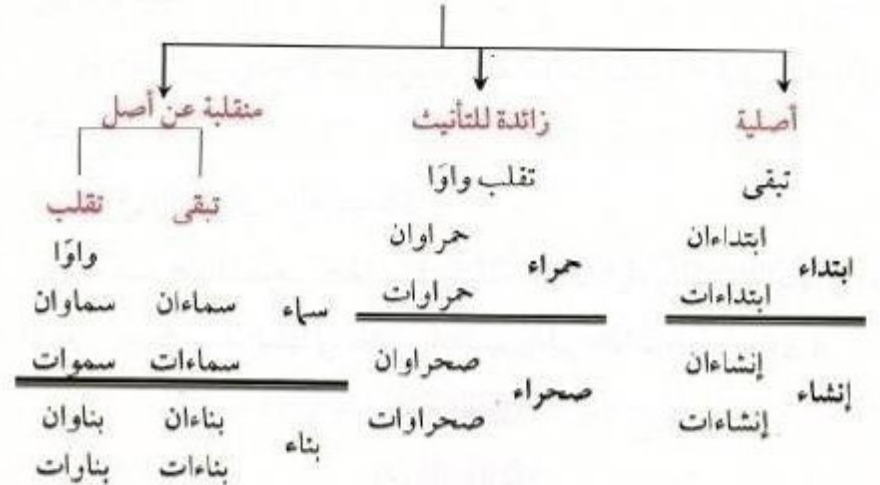 أصلية
زائدة للتأنيث
منقلبة عن أصل
تبقى
تقلب واوًا
تبقى
تقلب
واوًا
ابتداء
ابتداءان
ابتداءات
حمراء
حمراوان
حمراوات
سماء
سماءان
سماوان
سماءات
سموات
إنشاء
إنشاءان
إنشاءات
صحراء
صحراوان
صحراوات
بناء
بناءان
بناوان
بناءات
بناوات